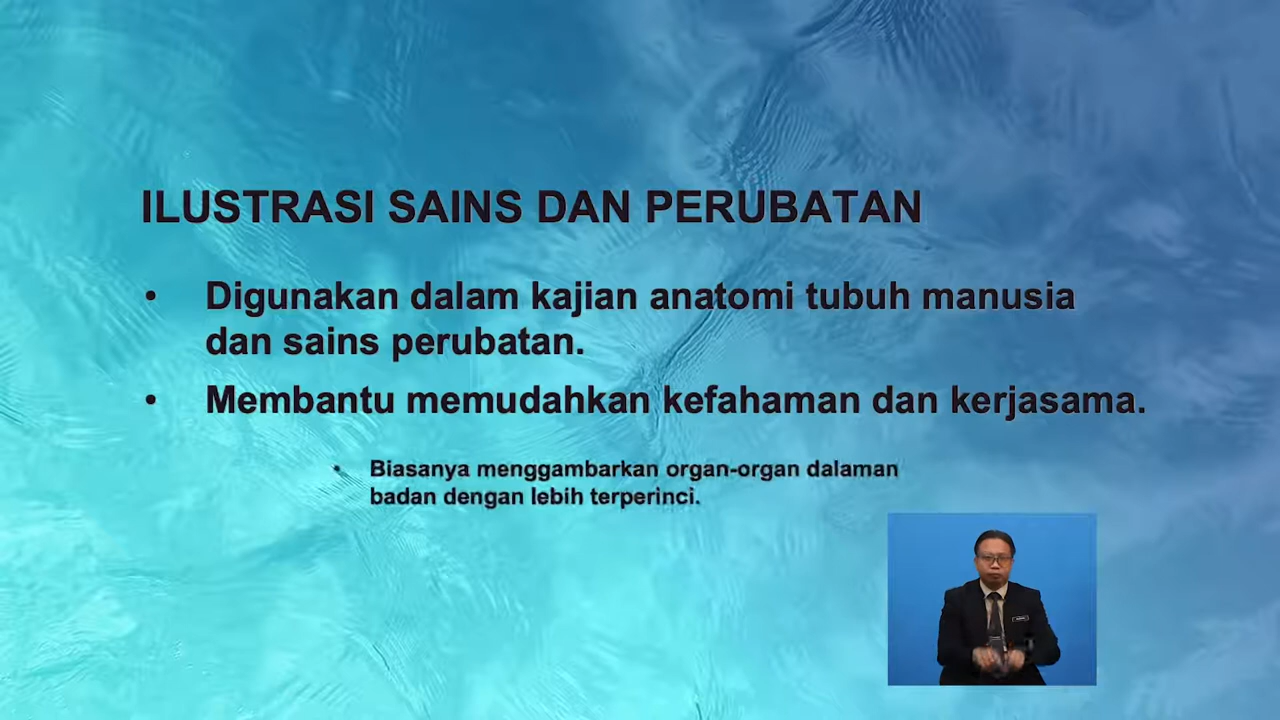 ILUSTRASI SAINS DAN PERUBATAN
• Digunakan dalam kajian anatomi tubuh manusia
dan sains perubatan.
• Membantu memudahkan kefahaman dan kerjasama.
• Biasanya menggambarkan organ-organ dalaman
badan dengan lebih terperinci.